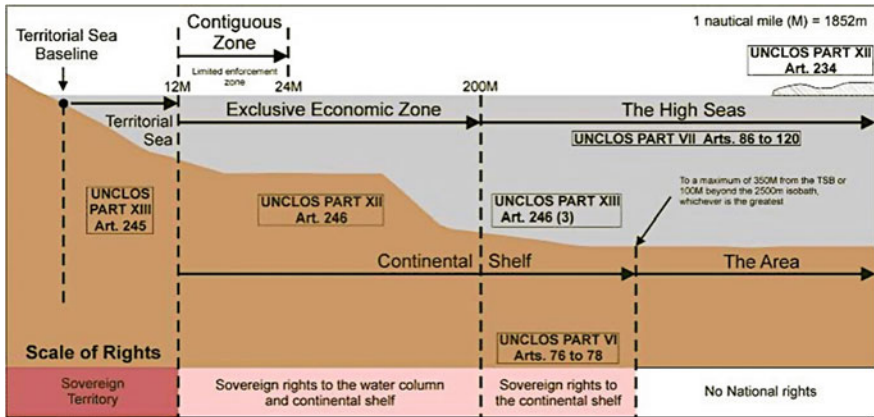 Territorial Sea
Baseline
Contiguous
Zone
Limited enforcement
zone
1 nautical mile (M) = 1852m
UNCLOS PART XII
Art. 234
12M
24M
200M
Territorial
Sea
Exclusive Economic Zone
The High Seas
UNCLOS PART VII Arts. 86 to 120
UNCLOS
PART XIII
Art. 245
UNCLOS PART XII
Art. 246
UNCLOS PART XIII
Art. 246 (3)
To a maximum of 350M from the TSB or
100M beyond the 2500m isobath,
whichever is the greatest
Continental Shelf
The Area
UNCLOS PART VI
Arts. 76 to 78
Scale of Rights
Sovereign
Territory
Sovereign rights to the water column
and continental shelf
Sovereign rights to
the continental shelf
No National rights